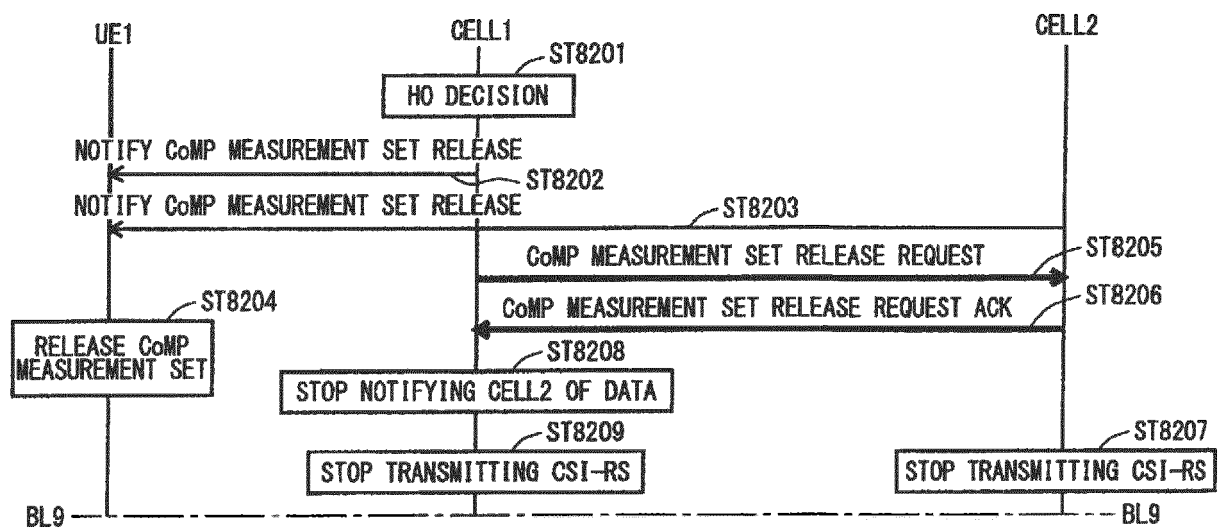 UE1
CELL1
CELL2
ST8201
HO DECISION
NOTIFY CoMP MEASUREMENT SET RELEASE
ST8202
NOTIFY CoMP MEASUREMENT SET RELEASE
ST8203
CoMP MEASUREMENT SET RELEASE REQUEST
ST8205
CoMP MEASUREMENT SET RELEASE REQUEST ACK
ST8206
ST8204
RELEASE CoMP
MEASUREMENT SET
ST8208
STOP NOTIFYING CELL2 OF DATA
ST8209
STOP TRANSMITTING CSI-RS
ST8207
STOP TRANSMITTING CSI-RS
BL9
BL9